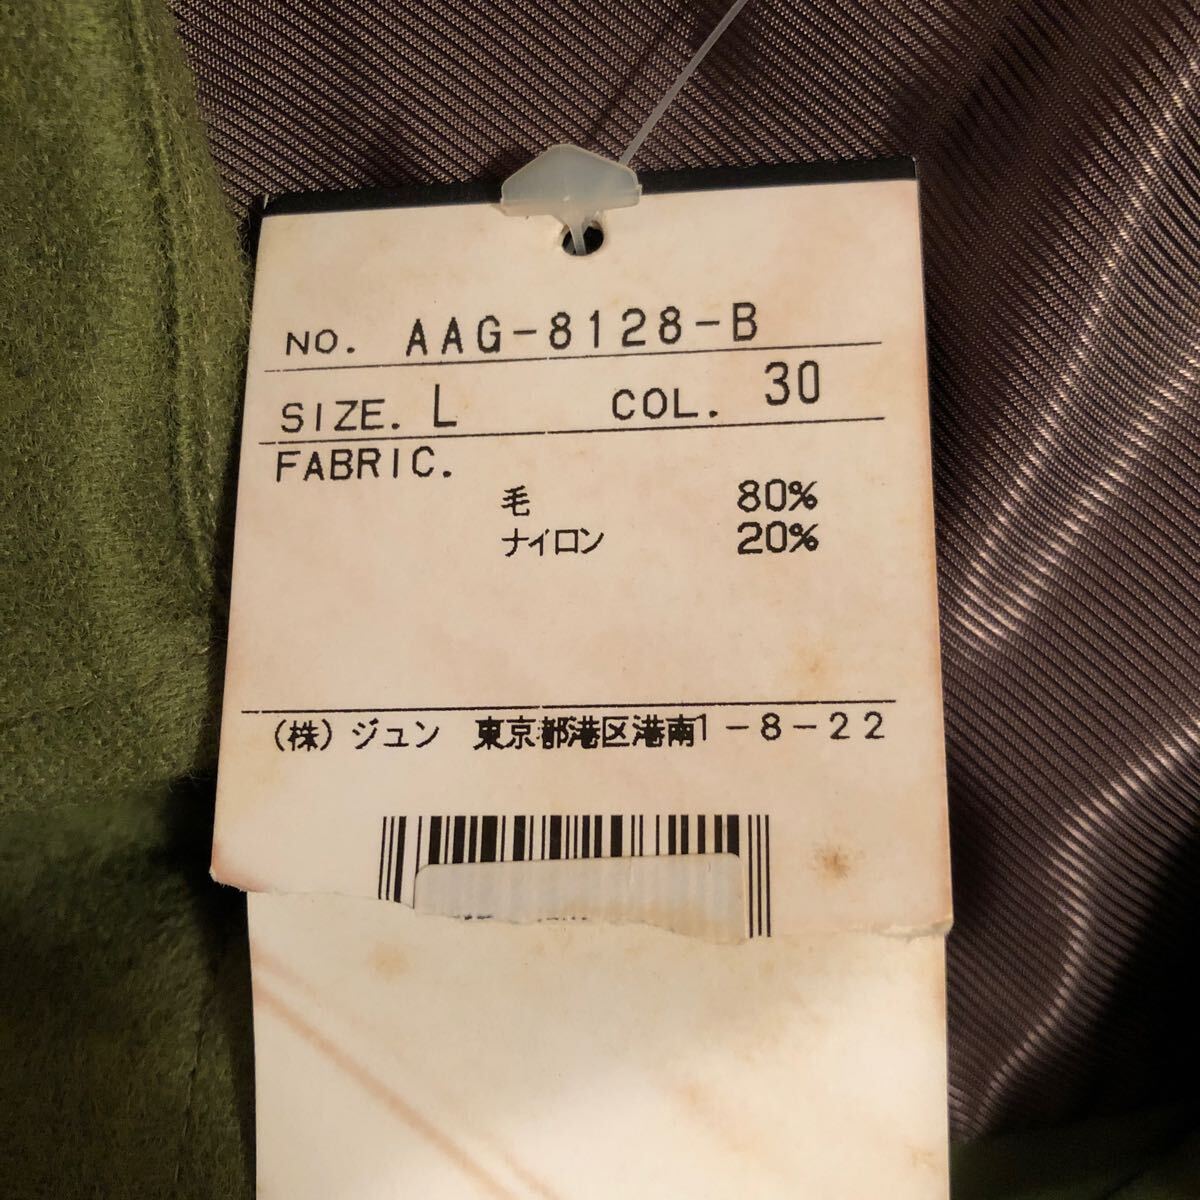 NO. AAG-8128-B
SIZE. L COL. 30
FABRIC.
毛 80%
ナイロン 20%
(株)ジュン 東京都港区港南1-8-22